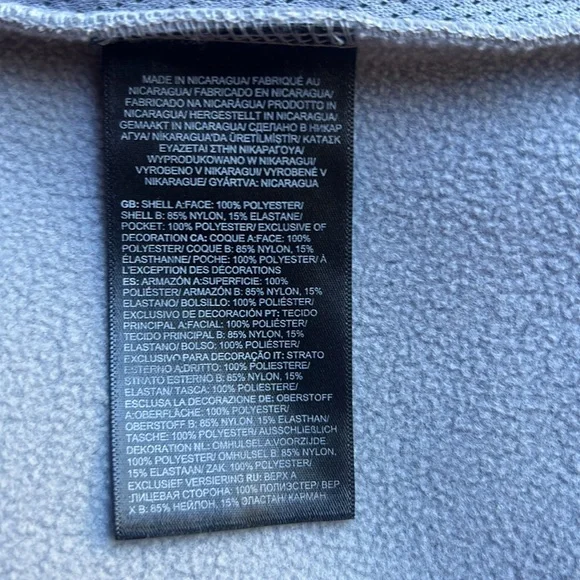 MADE IN NICARAGUA/ FABRIQUÉ AU
NICARAGUA/ FABRICADO EN NICARAGUA/
FABRICADO NA NICARÁGUA/ PRODOTTO IN
NICARAGUA/ HERGESTELLT IN NICARAGUA/
GEMAAKT IN NICARAGUA/ СДЕЛАНО В НИКАР
АГУА/ NIKARAGUA'DA ÜRETİLMİSTİR/ ΚΑΤΑΣΚ
ΕΥΑΖΕΤΑΙ ΣΤΗΝ ΝΙΚΑΡΑΓΟΥΑ/
WYPRODUKOWANO W NIKARAGUI/
VYROBENO V NIKARAGUI/ VYROBENÉ V
NIKARAGUE/ GYÁRTVA: NICARAGUA
GB: SHELL A:FACE: 100% POLYESTER/
SHELL B: 85% NYLON, 15% ELASTANE/
POCKET: 100% POLYESTER/ EXCLUSIVE OF
DECORATION CA: COQUE A:FACE: 100%
POLYESTER/ COQUE B: 85% NYLON, 15%
ÉLASTHANNE/ POCHE: 100% POLYESTER/ À
L'EXCEPTION DES DÉCORATIONS
ES: ARMAZÓN A:SUPERFICIE: 100%
POLIÉSTER/ ARMAZÓN B: 85% NYLON, 15%
ELASTANO/ BOLSILLO: 100% POLIÉSTER/
EXCLUSIVO DE DECORACIÓN PT: TECIDO
PRINCIPAL A:FACIAL: 100% POLIÉSTER/
TECIDO PRINCIPAL B: 85% NYLON, 15%
ELASTANO/ BOLSO: 100% POLIÉSTER/
EXCLUSIVO PARA DECORAÇÃO IT: STRATO
ESTERNO A:DRITTO: 100% POLIESTERE/
STRATO ESTERNO B: 85% NYLON, 15%
ELASTAN/ TASCA: 100% POLIESTERE/
ESCLUSA LA DECORAZIONE DE: OBERSTOFF
A:OBERFLÄCHE: 100% POLYESTER/
OBERSTOFF B: 85% NYLON, 15% ELASTHAN/
TASCHE: 100% POLYESTER/ AUSSCHLIEßLICH
DEKORATION NL: OMHULSEL A:VOORZIJDE:
100% POLYESTER/ OMHULSEL B: 85% NYLON,
15% ELASTAAN/ ZAK: 100% POLYESTER/
EXCLUSIEF VERSIERING RU: ВЕРХ А
:ЛИЦЕВАЯ СТОРОНА: 100% ПОЛИЭСТЕР/ ВЕР
Х В: 85% НЕЙЛОН, 15% ЭЛАСТАН/ КАРМАН